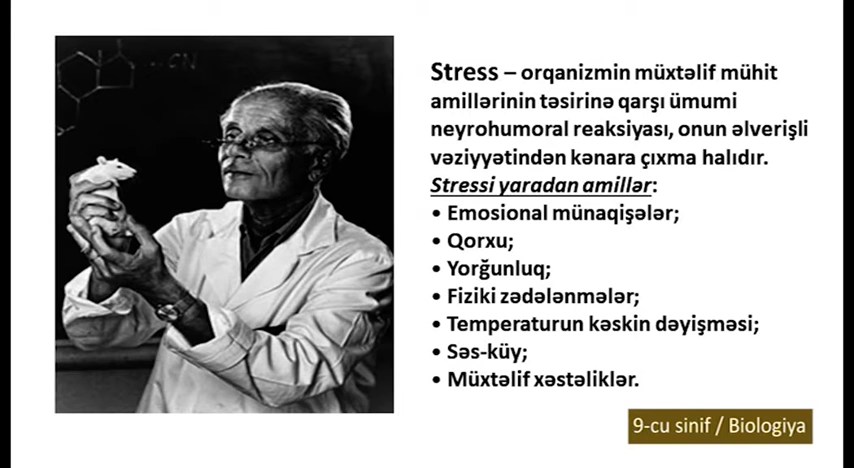 Stress – orqanizmin müxtəlif mühit
amillərinin təsirinə qarşı ümumi
neyrohumoral reaksiyası, onun əlverişli
vəziyyətindən kənara çıxma halıdır.
Stressi yaradan amillər:
• Emosional münaqişələr;
• Qorxu;
• Yorğunluq;
• Fiziki zədələnmələr;
• Temperaturun kəskin dəyişməsi;
• Səs-küy;
• Müxtəlif xəstəliklər.
9-cu sinif / Biologiya
CN